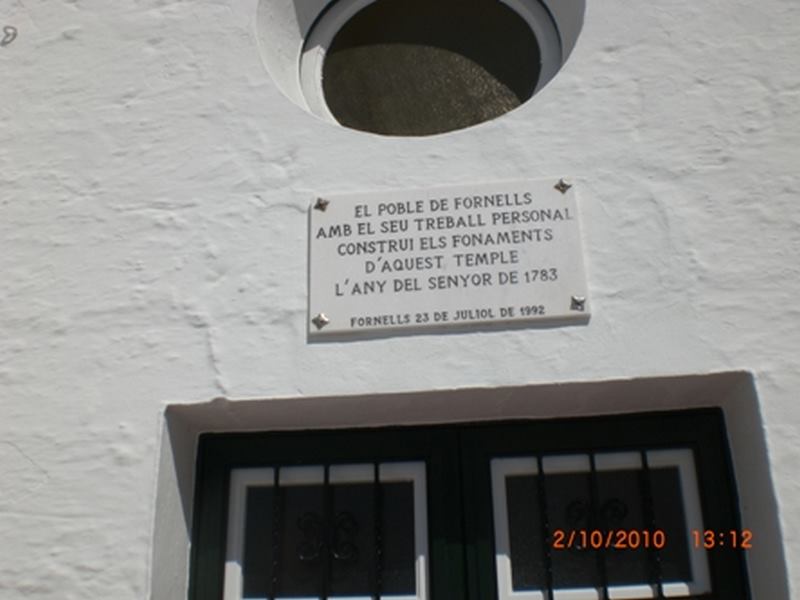 EL POBLE DE FORNELLS
AMB EL SEU TREBALL PERSONAL
CONSTRUI ELS FONAMENTS
D'AQUEST TEMPLE
L'ANY DEL SENYOR DE 1783
FORNELLS 23 DE JULIOL DE 1992
2/10/2010 13:12